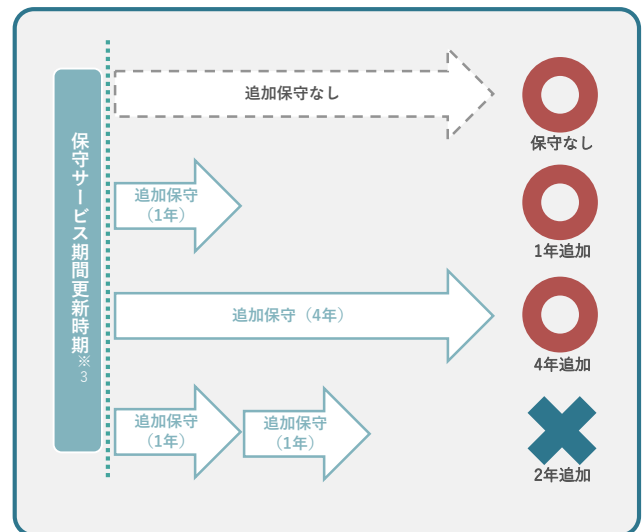 保守サービス期間更新時期※3
追加保守なし
保守なし
追加保守
（1年）
1年追加
追加保守（4年）
4年追加
追加保守
（1年）
追加保守
（1年）
2年追加